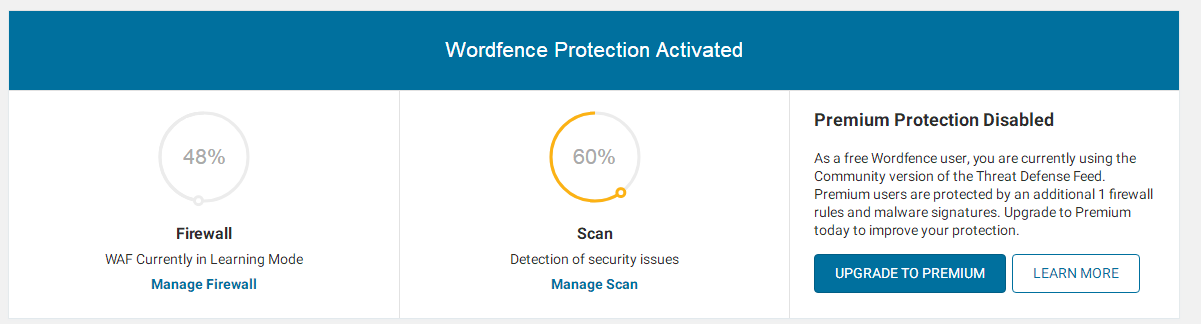 Wordfence Protection Activated
48%
Firewall
WAF Currently in Learning Mode
Manage Firewall
60%
Scan
Detection of security issues
Manage Scan
Premium Protection Disabled
As a free Wordfence user, you are currently using the
Community version of the Threat Defense Feed.
Premium users are protected by an additional 1 firewall
rules and malware signatures. Upgrade to Premium
today to improve your protection.
UPGRADE TO PREMIUM
LEARN MORE